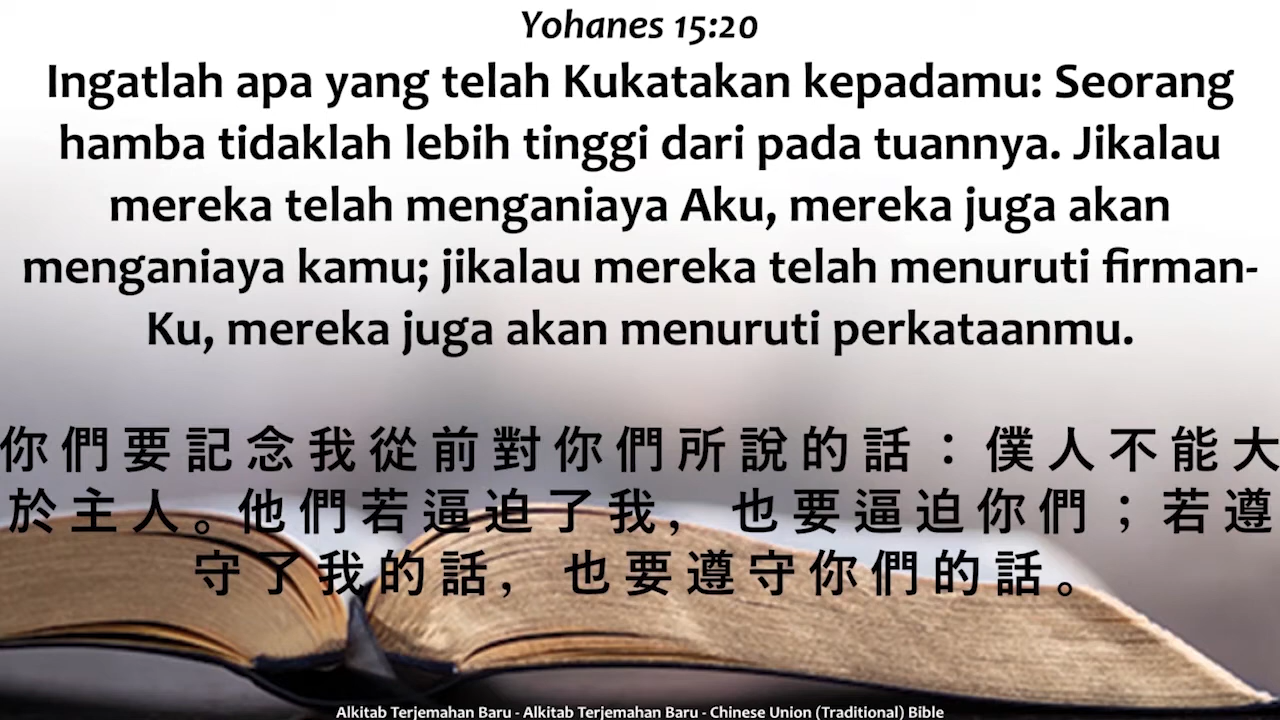 Yohanes 15:20
Ingatlah apa yang telah Kukatakan kepadamu: Seorang
hamba tidaklah lebih tinggi dari pada tuannya. Jikalau
mereka telah menganiaya Aku, mereka juga akan
menganiaya kamu; jikalau mereka telah menuruti firman-
Ku, mereka juga akan menuruti perkataanmu.
你們要記念我從前對你們所說的話：僕人不能大
於主人。他們若逼迫了我， 也要逼迫你們；若遵
守了我的話， 也要遵守你們的話。
Alkitab Terjemahan Baru - Alkitab Terjemahan Baru - Chinese Union (Traditional) Bible